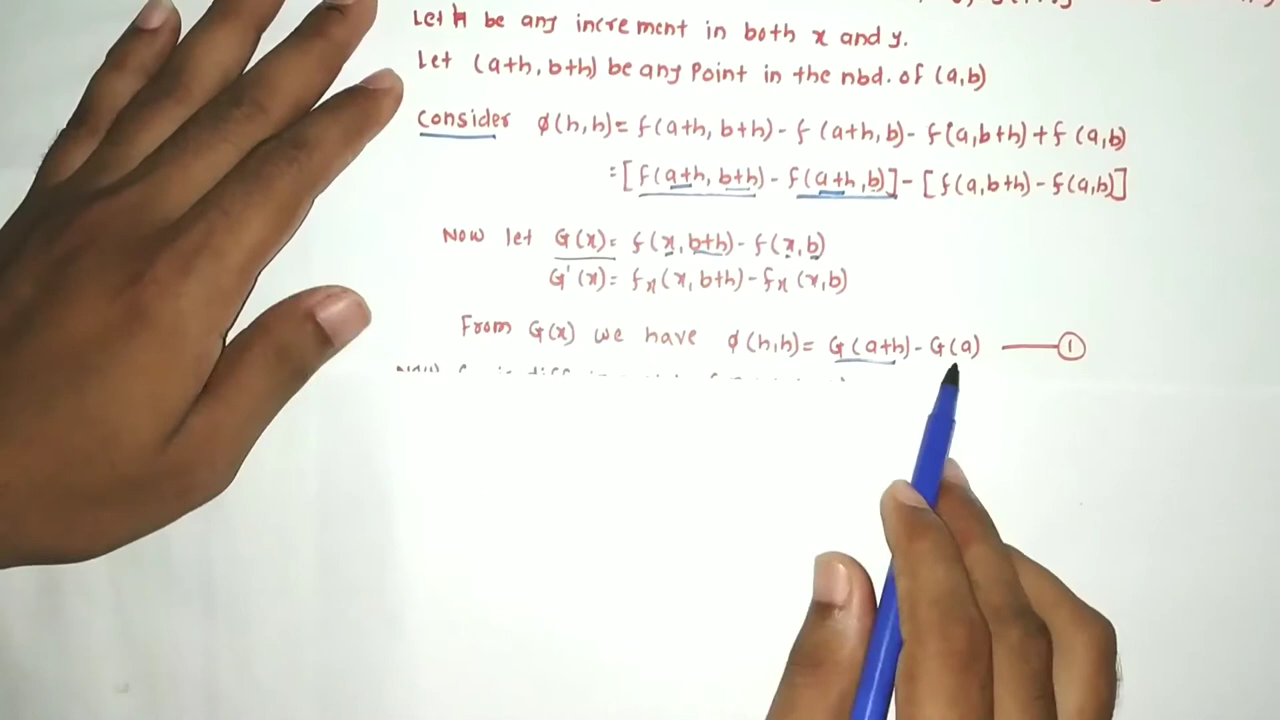 Let h be any increment in both x and y.
Let (a+h, b+h) be any point in the nbd. of (a,b)
Consider φ(h,h)= f(a+h, b+h)- f (a+h, b)- f(a,b+h)+f (a,b)
=[f(a+h, b+h)- f(a+h,b)]-[f(a,b+h)-f(a,b)]
Now let G(x)= f(x,b+h)-f(x,b)
G'(x)= fx(x,b+h)-fx(x,b)
From G(x) we have φ(h,h)= G(a+h)-G(a) —— ①